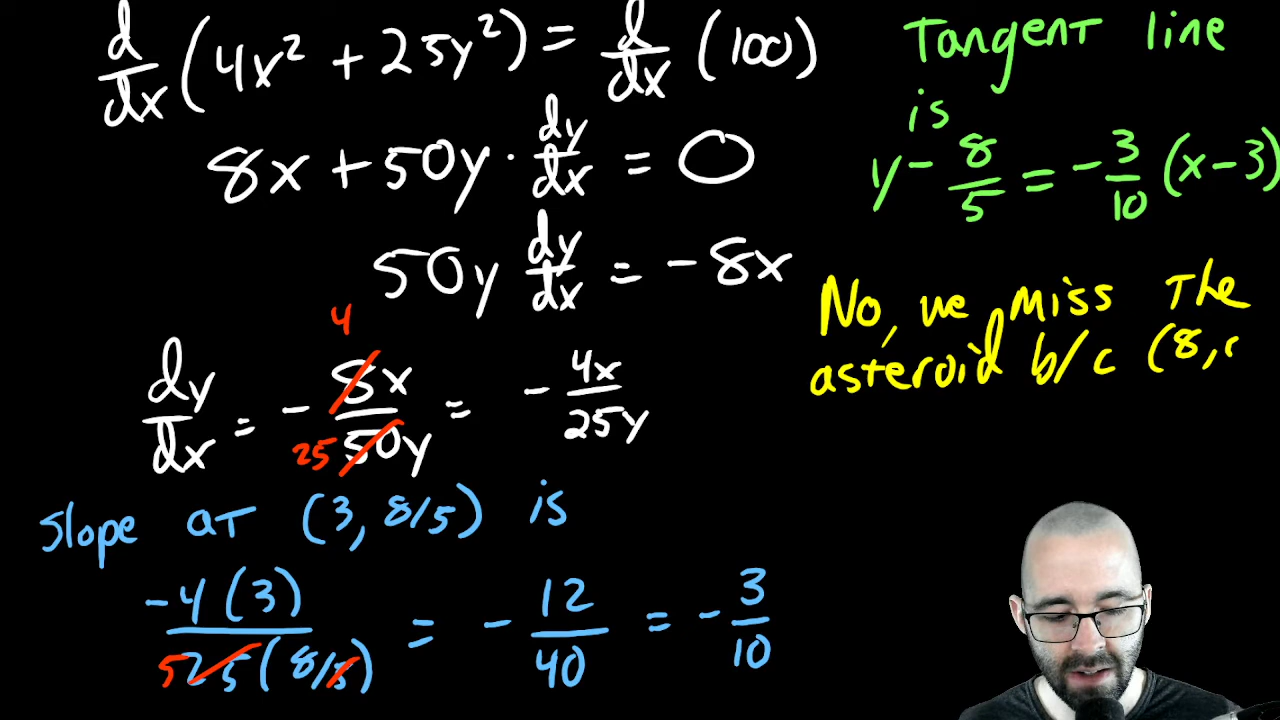 d/dx (4x² + 25y²) = d/dx (100)
8x + 50y · dy/dx = 0
50y dy/dx = -8x
4
dy/dx = - 8x/50y = - 4x/25y
25
Slope at (3, 8/5) is
-4(3)/25(8/5) = - 12/40 = - 3/10
5
Tangent line
is
y - 8/5 = - 3/10 (x - 3)
No, we miss the
asteroid b/c (8,